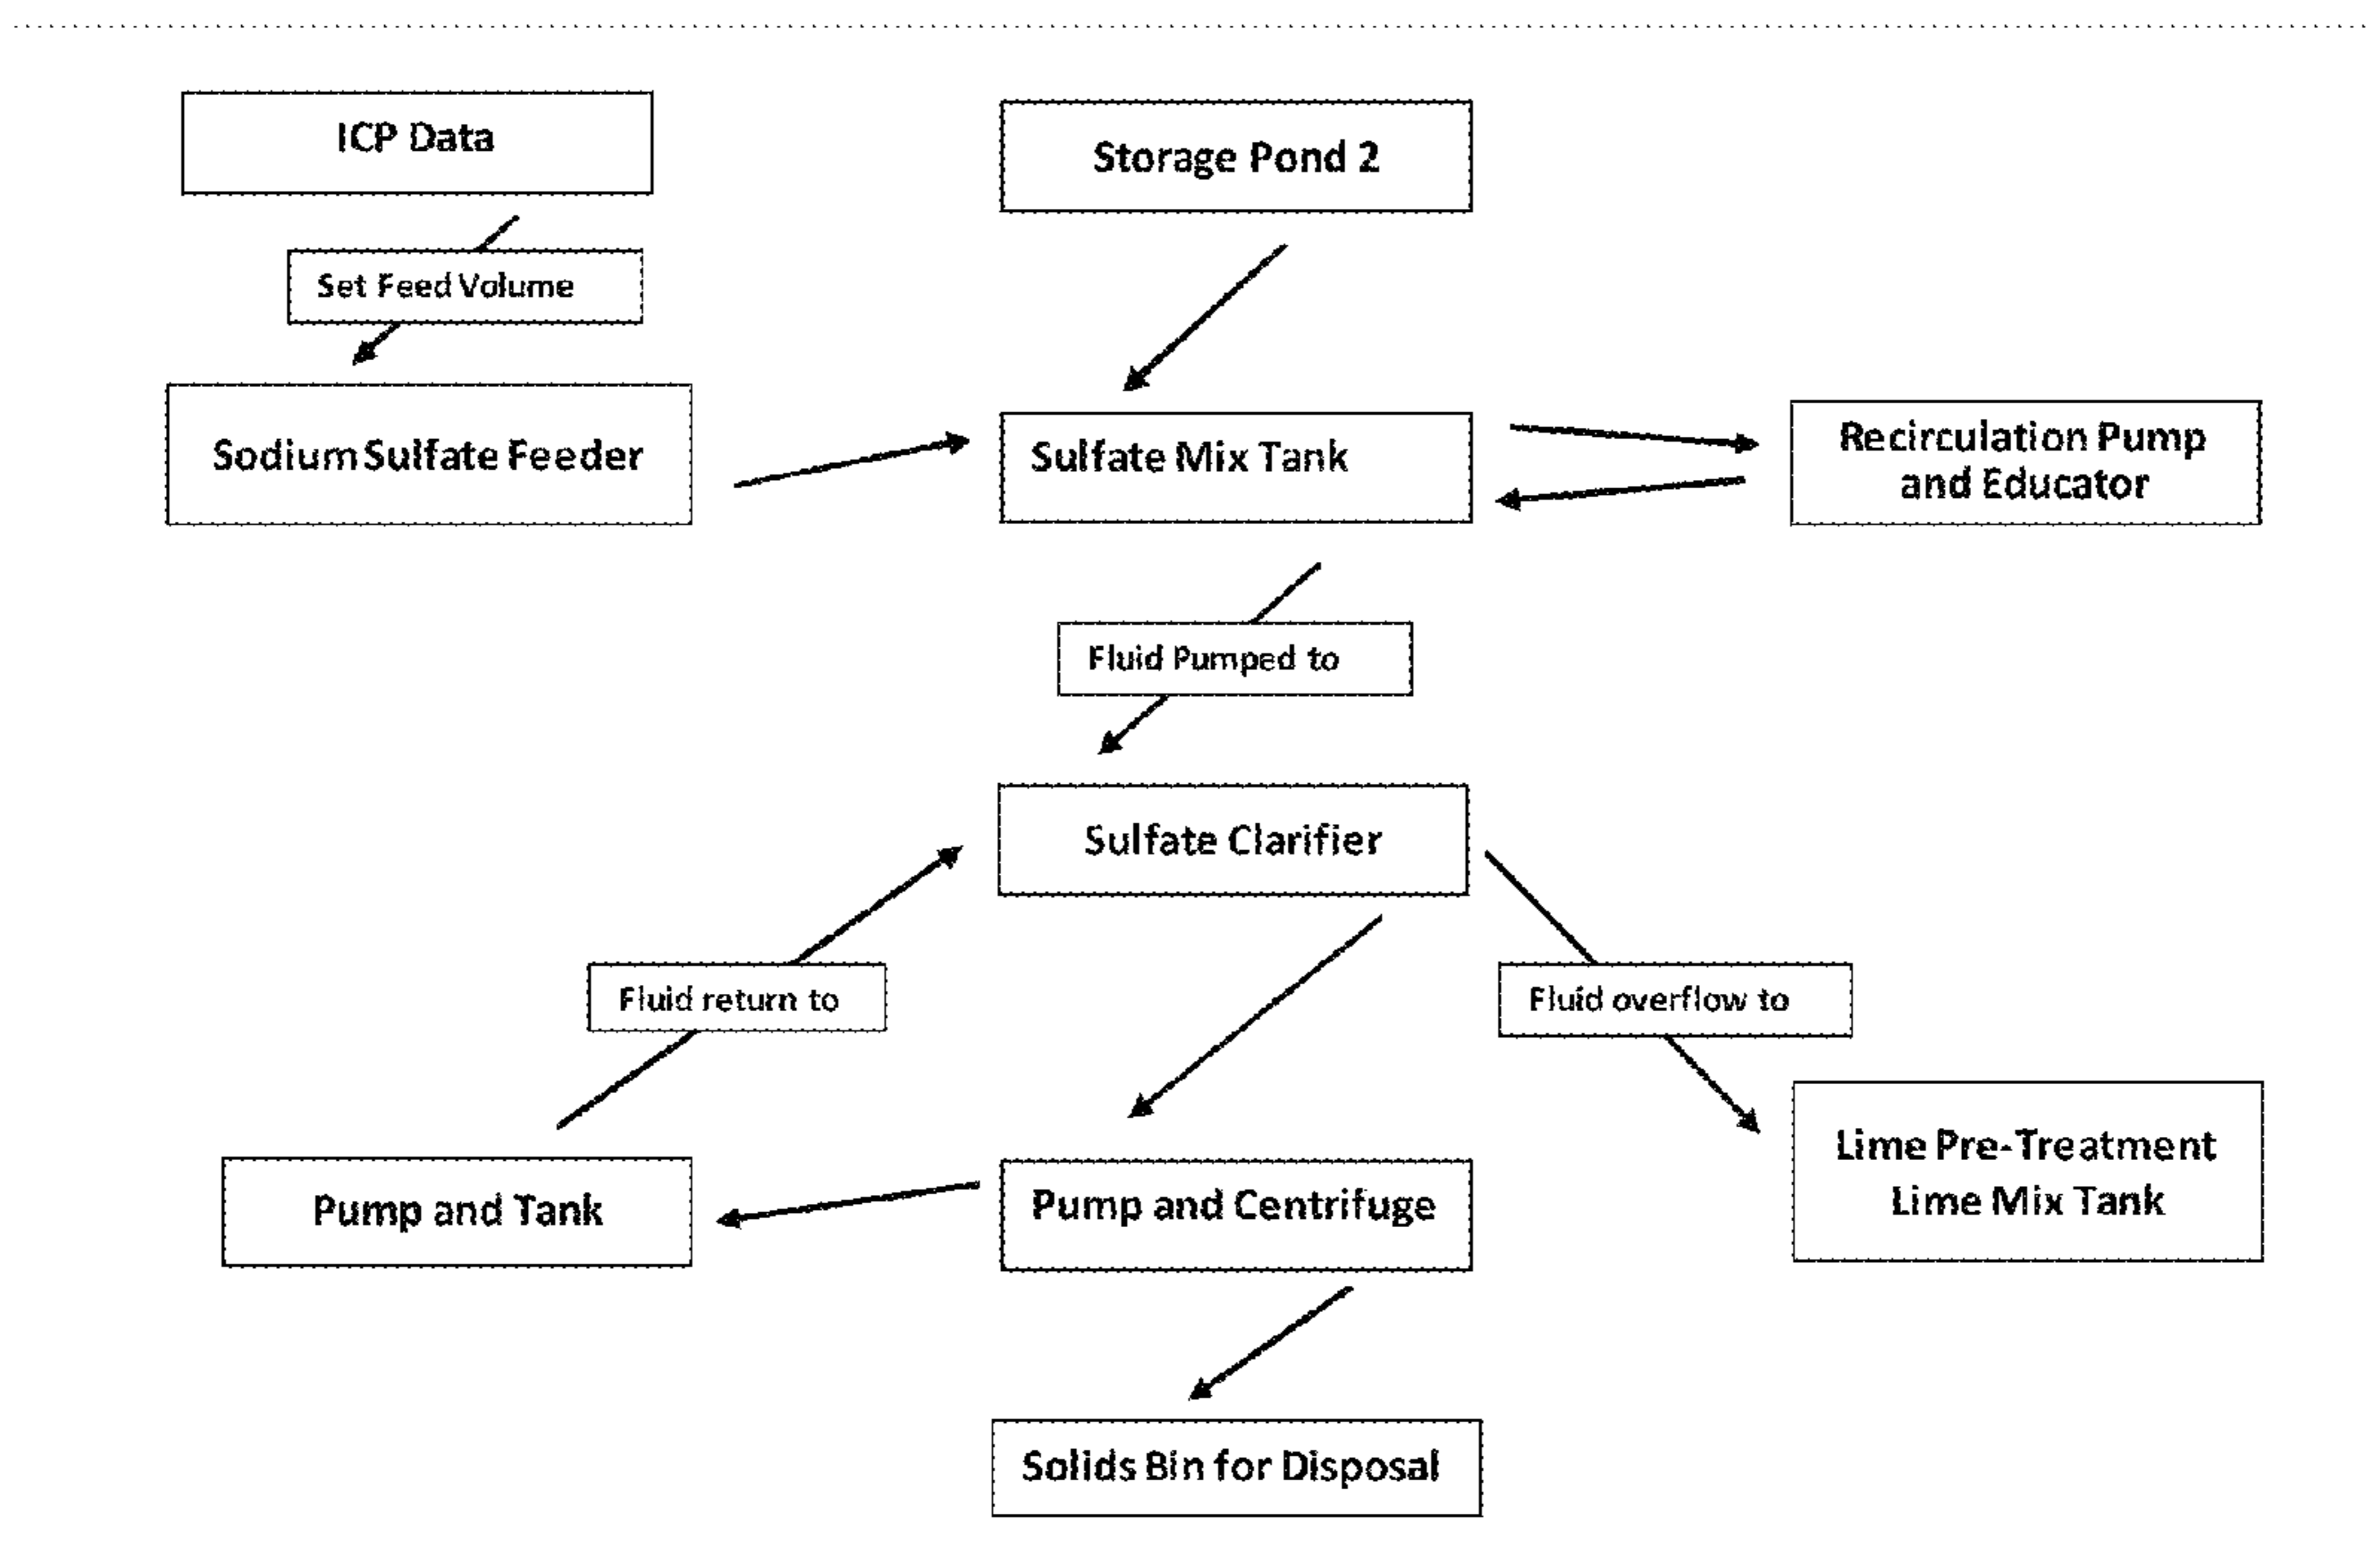 ICP Data
Storage Pond 2
Set Feed Volume
Sodium Sulfate Feeder
Sulfate Mix Tank
Recirculation Pump
and Educator
Fluid Pumped to
Sulfate Clarifier
Fluid return to
Fluid overflow to
Pump and Tank
Pump and Centrifuge
Lime Pre-Treatment
Lime Mix Tank
Solids Bin for Disposal